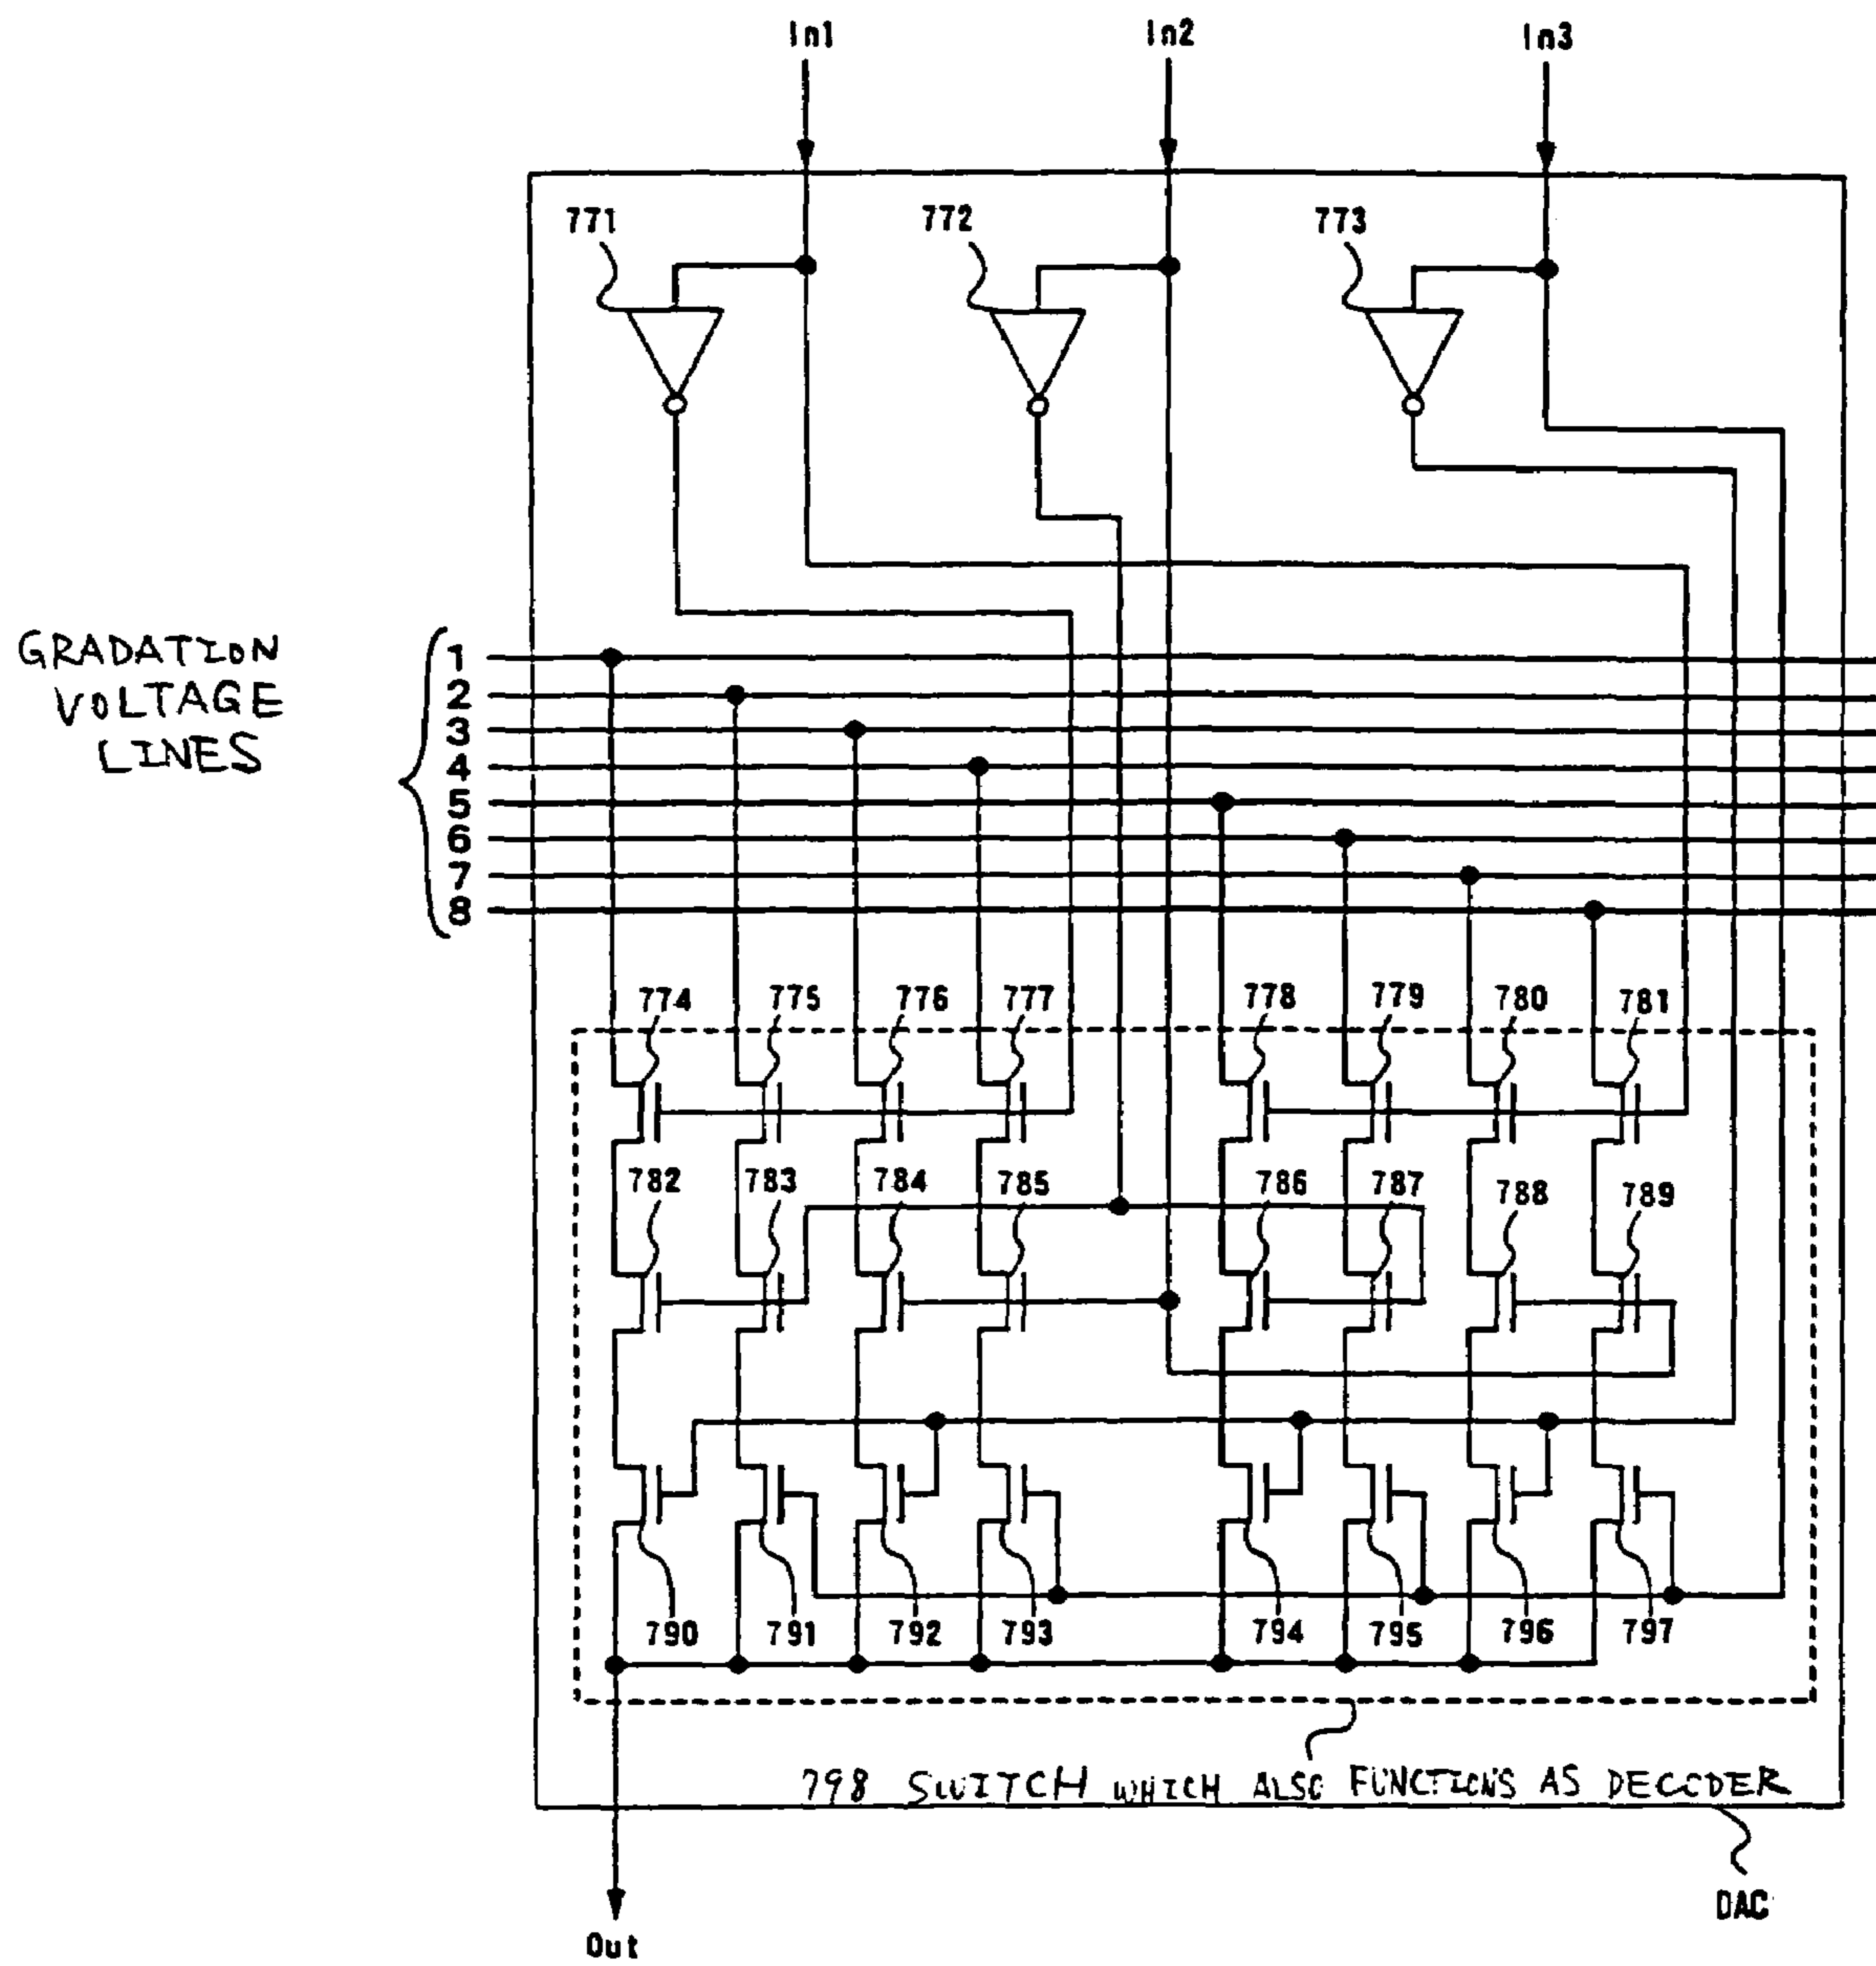 In1 In2 In3
771 772 773
GRADATION
VOLTAGE
LINES
1
2
3
4
5
6
7
8
774 775 776 777 778 779 780 781
782 783 784 785 786 787 788 789
790 791 792 793 794 795 796 797
798 SWITCH WHICH ALSO FUNCTIONS AS DECODER
DAC
Out